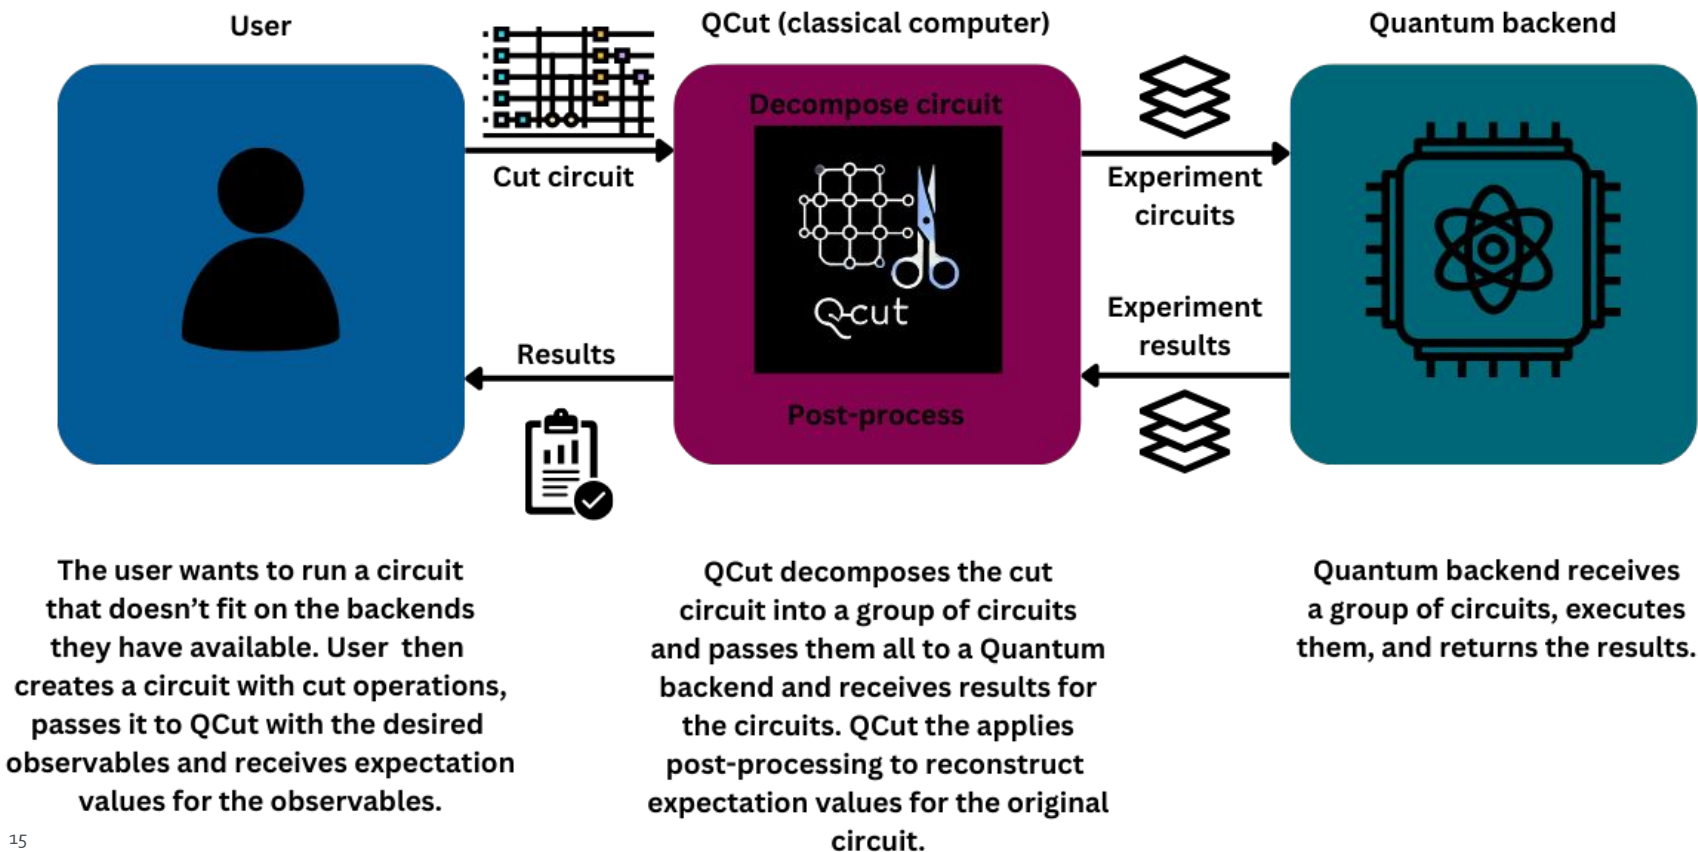 User
QCut (classical computer)
Quantum backend
Cut circuit
Decompose circuit
Qcut
Post-process
Experiment
circuits
Experiment
results
Results
The user wants to run a circuit
that doesn’t fit on the backends
they have available. User then
creates a circuit with cut operations,
passes it to QCut with the desired
observables and receives expectation
values for the observables.
QCut decomposes the cut
circuit into a group of circuits
and passes them all to a Quantum
backend and receives results for
the circuits. QCut the applies
post-processing to reconstruct
expectation values for the original
circuit.
Quantum backend receives
a group of circuits, executes
them, and returns the results.
15